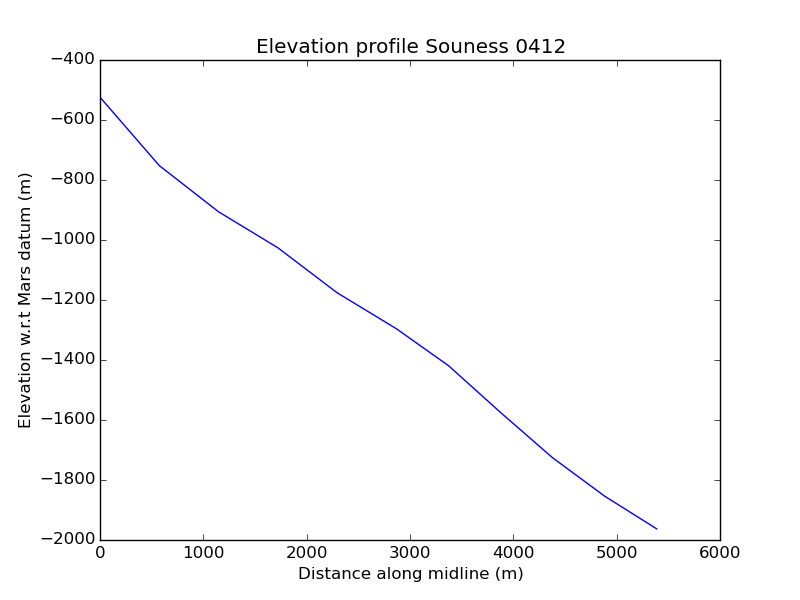 Elevation profile Souness 0412
Elevation w.r.t Mars datum (m)
−400
−600
−800
−1000
−1200
−1400
−1600
−1800
−2000
0 1000 2000 3000 4000 5000 6000
Distance along midline (m)